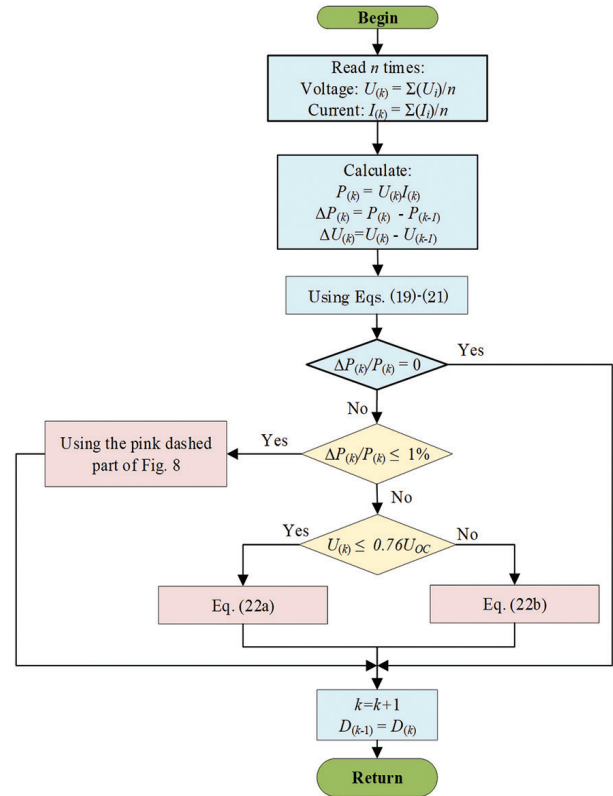 Begin
Read n times:
Voltage: U(k) = Σ(Ui)/n
Current: I(k) = Σ(Ii)/n
Calculate:
P(k) = U(k)I(k)
ΔP(k) = P(k) - P(k-1)
ΔU(k)=U(k) - U(k-1)
Using Eqs. (19)-(21)
ΔP(k)/P(k) = 0
Yes
No
Using the pink dashed
part of Fig. 8
Yes
ΔP(k)/P(k) ≤ 1%
No
Yes
U(k) ≤ 0.76UOC
No
Eq. (22a)
Eq. (22b)
k=k+1
D(k-1) = D(k)
Return